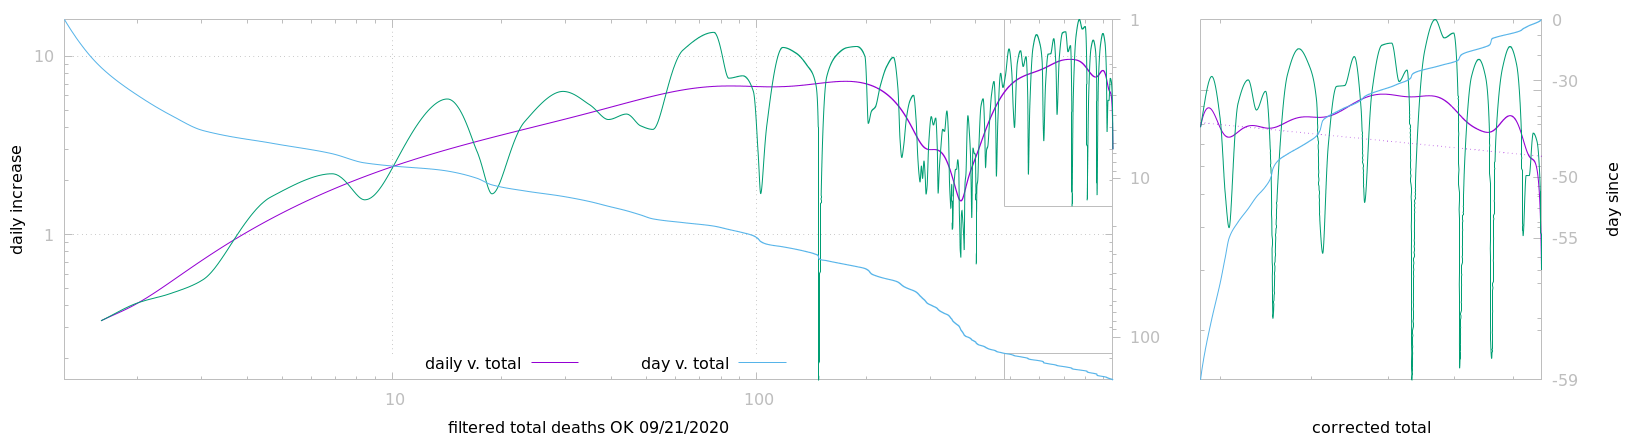 daily increase
10
1
daily v. total
day v. total
10
100
filtered total deaths OK 09/21/2020
1
10
100
0
-30
-50
-55
-59
day since
corrected total